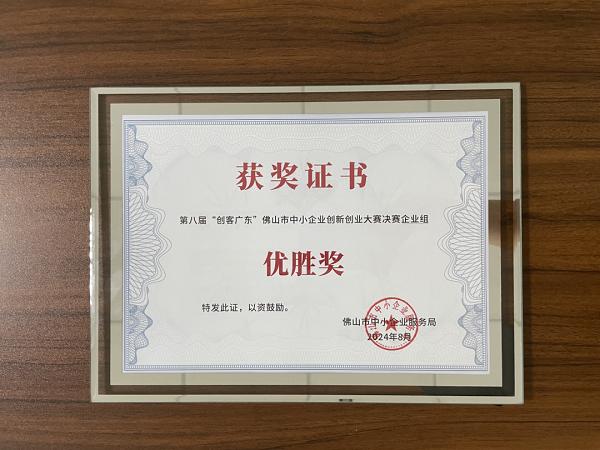 获奖证书
第八届“创客广东”佛山市中小企业创新创业大赛决赛企业组
优胜奖
特发此证，以资鼓励。
佛山市中小企业服务局
2024年8月